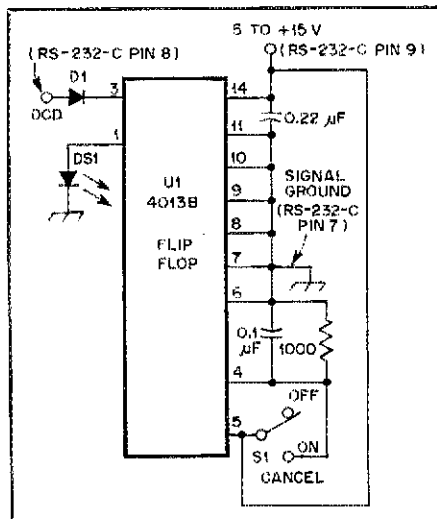 5 TO +15 V
(RS-232-C PIN 9)
(RS-232-C PIN 8)
D1
DCD
3
14
0.22 µF
1
11
DS1
10
U1
4013B
FLIP
FLOP
9
8
7
SIGNAL
GROUND
(RS-232-C
PIN 7)
6
0.1
µF
1000
4
OFF
5
S1
ON
CANCEL